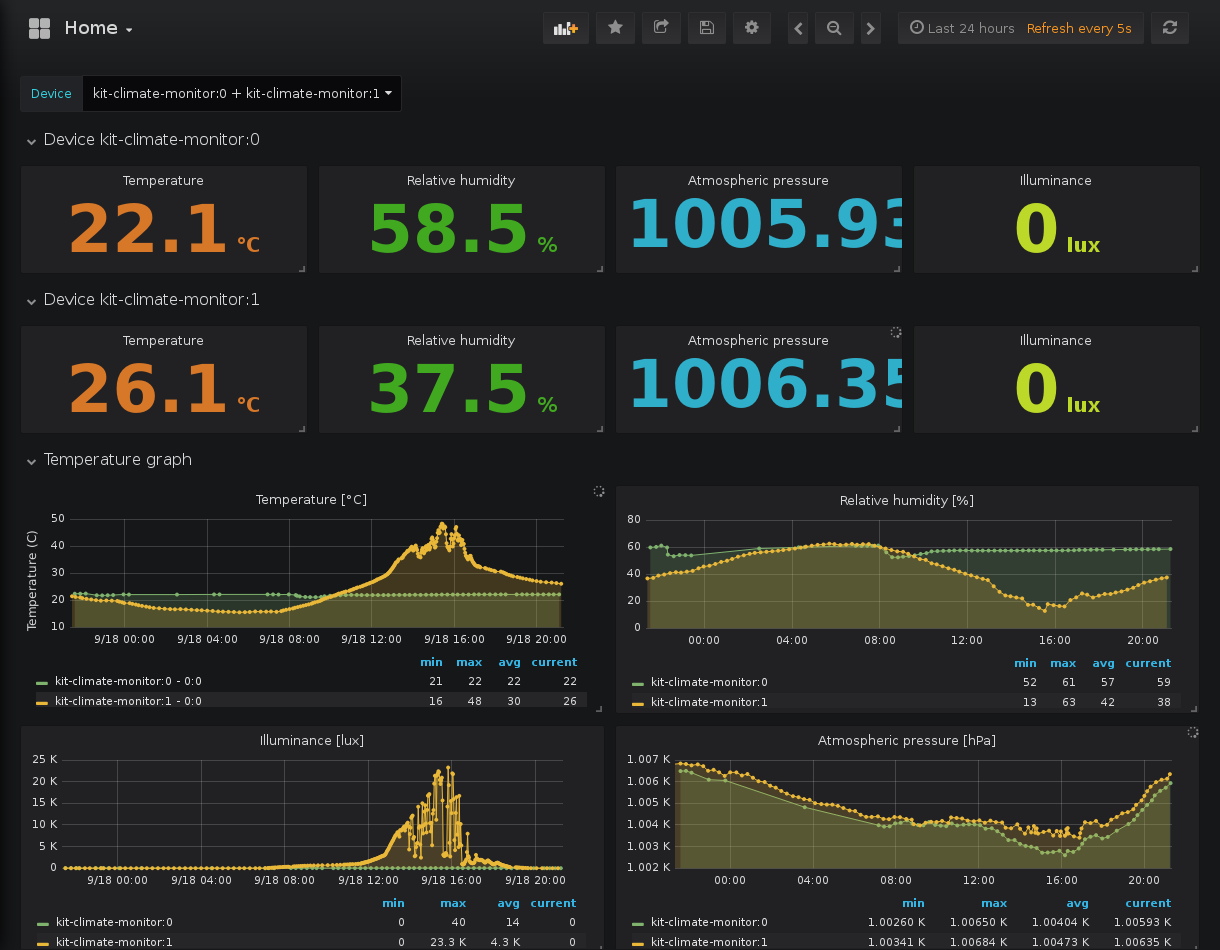 Home
Last 24 hours Refresh every 5s
Device kit-climate-monitor:0 + kit-climate-monitor:1
Device kit-climate-monitor:0
Temperature Relative humidity Atmospheric pressure Illuminance
22.1 °C 58.5 % 1005.93 0 lux
Device kit-climate-monitor:1
Temperature Relative humidity Atmospheric pressure Illuminance
26.1 °C 37.5 % 1006.35 0 lux
Temperature graph
Temperature [°C]
Temperature (C)
50
40
30
20
10
9/18 00:00 9/18 04:00 9/18 08:00 9/18 12:00 9/18 16:00 9/18 20:00
min max avg current
kit-climate-monitor:0 - 0:0 21 22 22 22
kit-climate-monitor:1 - 0:0 16 48 30 26
Relative humidity [%]
80
60
40
20
0
00:00 04:00 08:00 12:00 16:00 20:00
min max avg current
kit-climate-monitor:0 52 61 57 59
kit-climate-monitor:1 13 63 42 38
Illuminance [lux]
25 K
20 K
15 K
10 K
5 K
0
9/18 00:00 9/18 04:00 9/18 08:00 9/18 12:00 9/18 16:00 9/18 20:00
min max avg current
kit-climate-monitor:0 0 40 14 0
kit-climate-monitor:1 0 23.3 K 4.3 K 0
Atmospheric pressure [hPa]
1.007 K
1.006 K
1.005 K
1.004 K
1.003 K
1.002 K
00:00 04:00 08:00 12:00 16:00 20:00
min max avg current
kit-climate-monitor:0 1.00260 K 1.00650 K 1.00404 K 1.00593 K
kit-climate-monitor:1 1.00341 K 1.00684 K 1.00473 K 1.00635 K